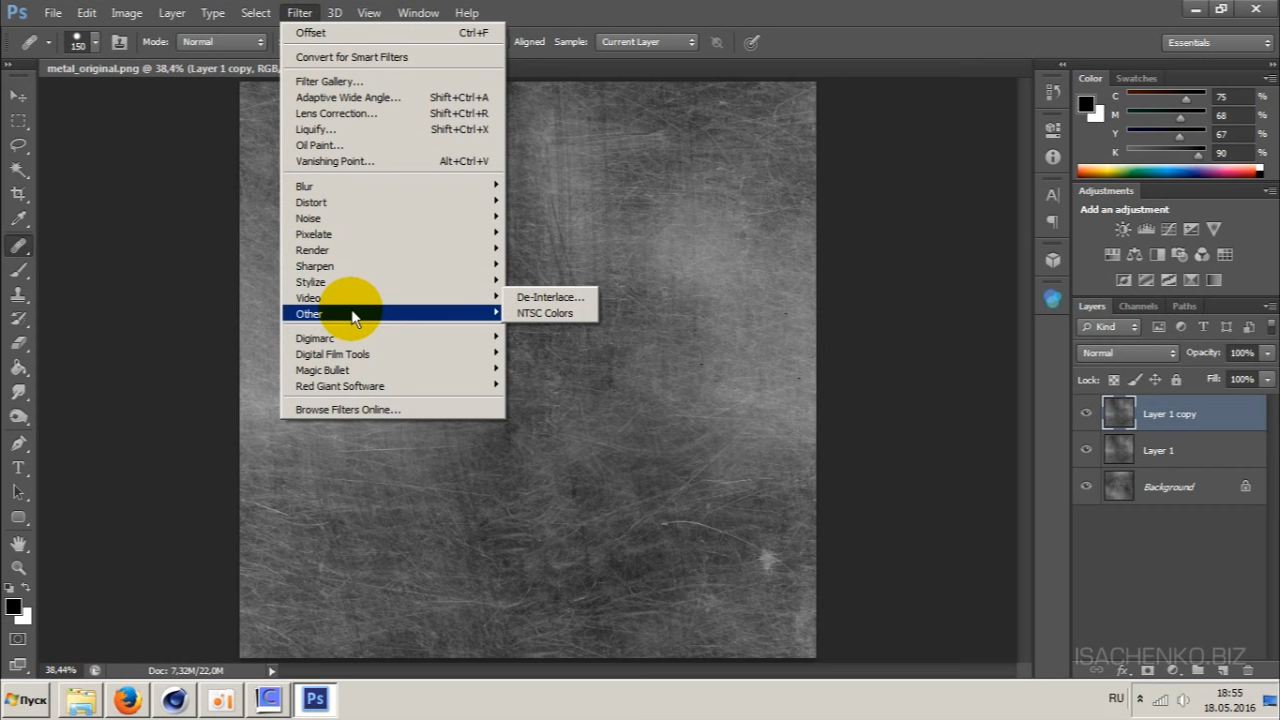 Ps File Edit Image Layer Type Select Filter 3D View Window Help
150 Mode: Normal Aligned Sample: Current Layer Essentials
metal_original.png @ 38,4% (Layer 1 copy, RGB,
Offset Ctrl+F
Convert for Smart Filters
Filter Gallery...
Adaptive Wide Angle... Shift+Ctrl+A
Lens Correction... Shift+Ctrl+R
Liquify... Shift+Ctrl+X
Oil Paint...
Vanishing Point... Alt+Ctrl+V
Blur
Distort
Noise
Pixelate
Render
Sharpen
Stylize
Video
Other
De-Interlace...
NTSC Colors
Digimarc
Digital Film Tools
Magic Bullet
Red Giant Software
Browse Filters Online...
Color Swatches
C 75 %
M 68 %
Y 67 %
K 90 %
Adjustments
Add an adjustment
Layers Channels Paths
Kind
Normal Opacity: 100%
Lock: Fill: 100%
Layer 1 copy
Layer 1
Background
ISACHENKO.BIZ
38,44% Doc: 7,32M/22,0M
Пуск Ps RU 18:55
18.05.2016